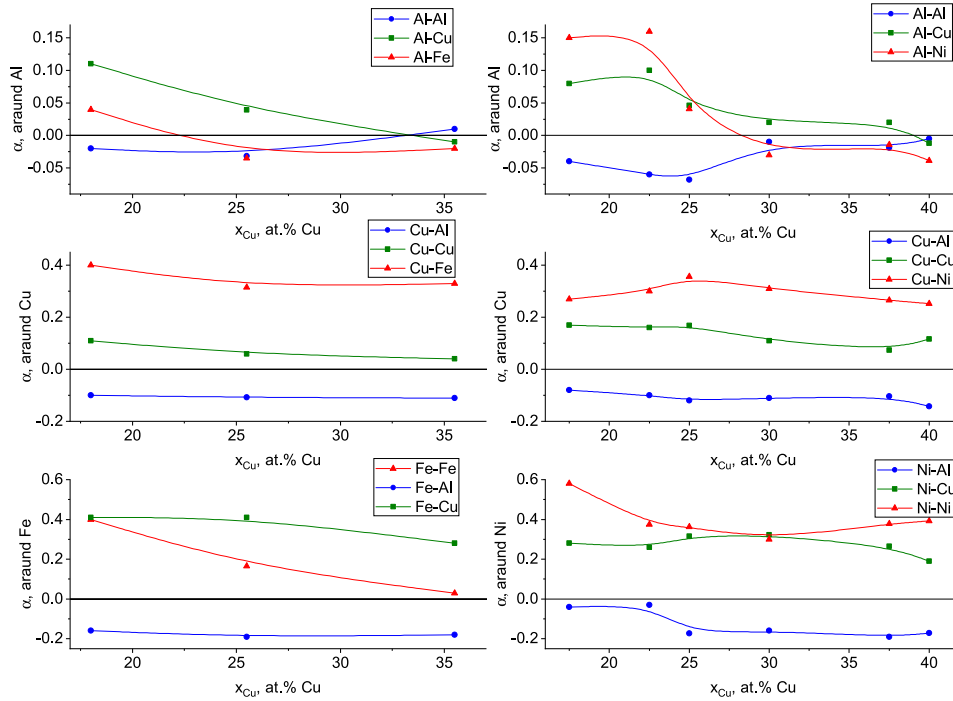 Al-Al
Al-Cu
Al-Fe
0.15
0.10
0.05
0.00
-0.05
α, araund Al
20
25
30
35
x_Cu, at.% Cu
Al-Al
Al-Cu
Al-Ni
0.15
0.10
0.05
0.00
-0.05
α, araund Al
20
25
30
35
40
x_Cu, at.% Cu
Cu-Al
Cu-Cu
Cu-Fe
0.4
0.2
0.0
-0.2
α, araund Cu
20
25
30
35
x_Cu, at.% Cu
Cu-Al
Cu-Cu
Cu-Ni
0.4
0.2
0.0
-0.2
α, araund Cu
20
25
30
35
40
x_Cu, at.% Cu
Fe-Fe
Fe-Al
Fe-Cu
0.6
0.4
0.2
0.0
-0.2
α, araund Fe
20
25
30
35
x_Cu, at.% Cu
Ni-Al
Ni-Cu
Ni-Ni
0.6
0.4
0.2
0.0
-0.2
α, araund Ni
20
25
30
35
40
x_Cu, at.% Cu